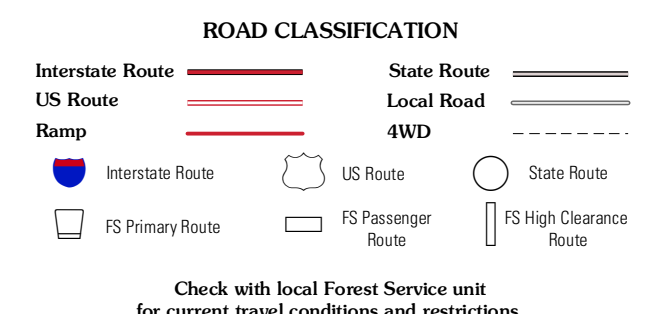 ROAD CLASSIFICATION
Interstate Route
State Route
US Route
Local Road
Ramp
4WD
Interstate Route
US Route
State Route
FS Primary Route
FS Passenger
Route
FS High Clearance
Route
Check with local Forest Service unit
for current travel conditions and restrictions